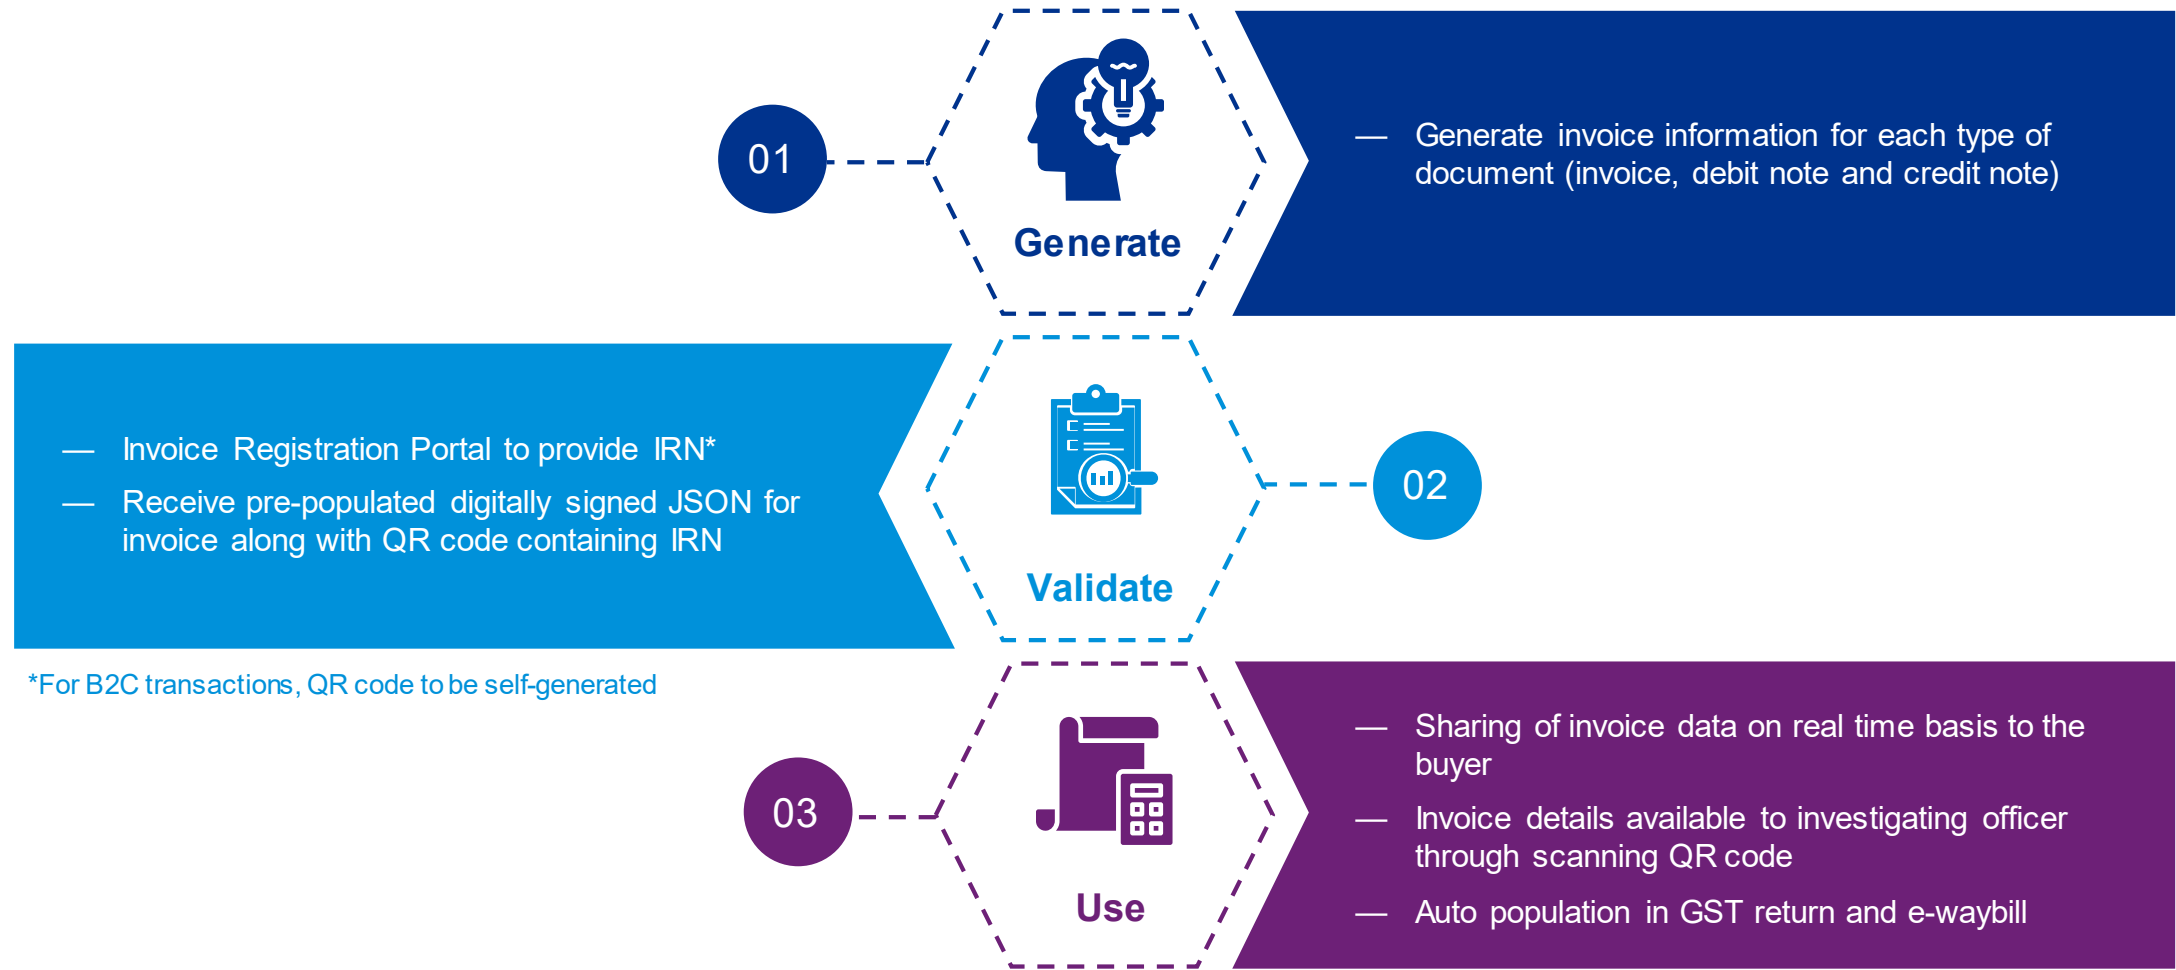 01
Generate
— Generate invoice information for each type of
document (invoice, debit note and credit note)
— Invoice Registration Portal to provide IRN*
— Receive pre-populated digitally signed JSON for
invoice along with QR code containing IRN
Validate
02
*For B2C transactions, QR code to be self-generated
03
Use
— Sharing of invoice data on real time basis to the
buyer
— Invoice details available to investigating officer
through scanning QR code
— Auto population in GST return and e-waybill